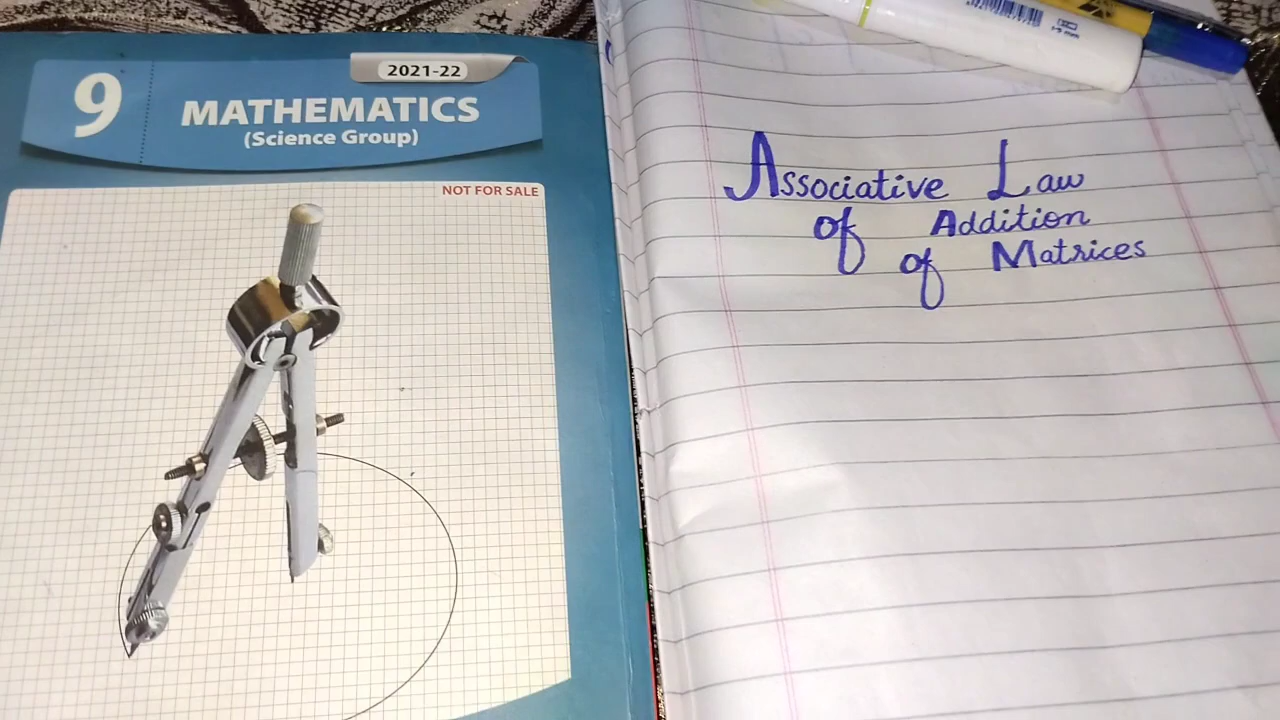 2021-22
9
MATHEMATICS
(Science Group)
NOT FOR SALE
Associative Law
of Addition
of Matrices